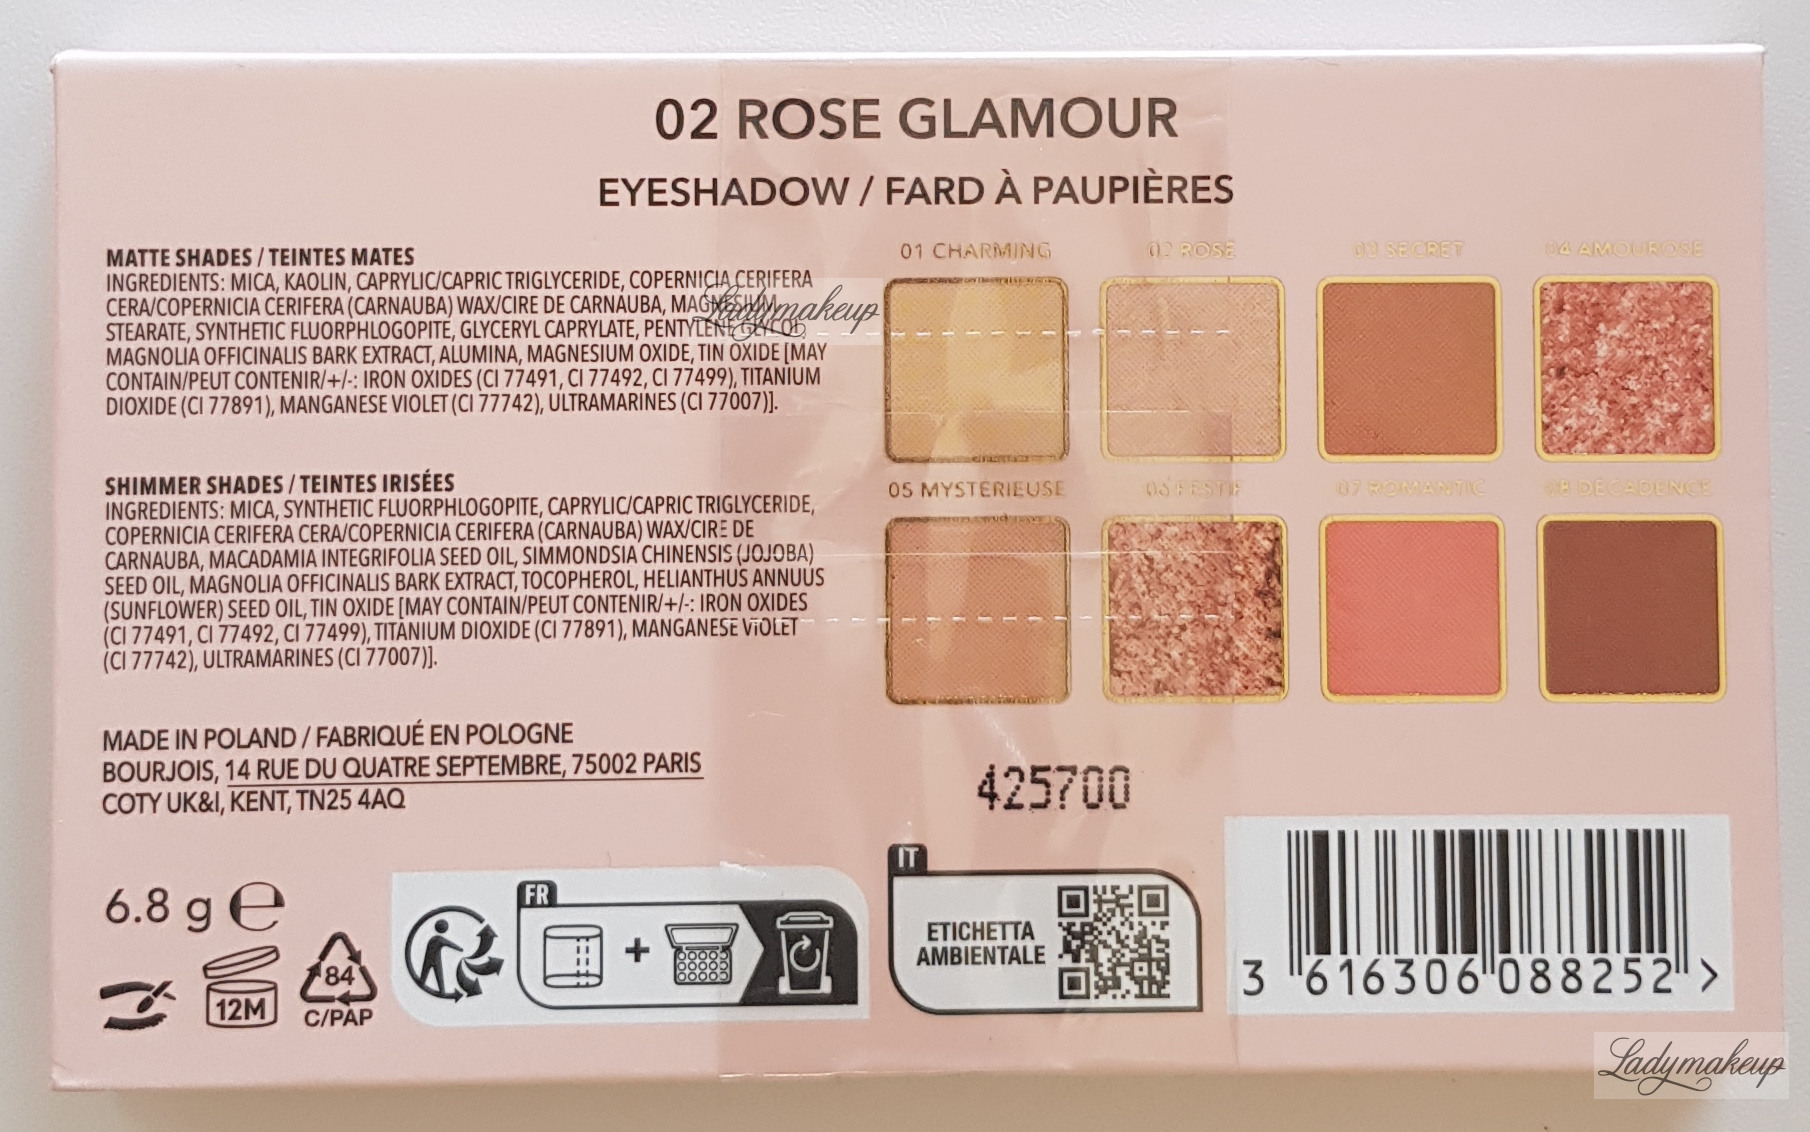 02 ROSE GLAMOUR
EYESHADOW / FARD À PAUPIÈRES
MATTE SHADES / TEINTES MATES
INGREDIENTS: MICA, KAOLIN, CAPRYLIC/CAPRIC TRIGLYCERIDE, COPERNICIA CERIFERA
CERA/COPERNICIA CERIFERA (CARNAUBA) WAX/CIRE DE CARNAUBA, MAGNESIUM
STEARATE, SYNTHETIC FLUORPHLOGOPITE, GLYCERYL CAPRYLATE, PENTYLENE GLYCOL,
MAGNOLIA OFFICINALIS BARK EXTRACT, ALUMINA, MAGNESIUM OXIDE, TIN OXIDE [MAY
CONTAIN/PEUT CONTENIR/+/-: IRON OXIDES (CI 77491, CI 77492, CI 77499), TITANIUM
DIOXIDE (CI 77891), MANGANESE VIOLET (CI 77742), ULTRAMARINES (CI 77007)].
SHIMMER SHADES / TEINTES IRISÉES
INGREDIENTS: MICA, SYNTHETIC FLUORPHLOGOPITE, CAPRYLIC/CAPRIC TRIGLYCERIDE,
COPERNICIA CERIFERA CERA/COPERNICIA CERIFERA (CARNAUBA) WAX/CIRE DE
CARNAUBA, MACADAMIA INTEGRIFOLIA SEED OIL, SIMMONDSIA CHINENSIS (JOJOBA)
SEED OIL, MAGNOLIA OFFICINALIS BARK EXTRACT, TOCOPHEROL, HELIANTHUS ANNUUS
(SUNFLOWER) SEED OIL, TIN OXIDE [MAY CONTAIN/PEUT CONTENIR/+/-: IRON OXIDES
(CI 77491, CI 77492, CI 77499), TITANIUM DIOXIDE (CI 77891), MANGANESE VIOLET
(CI 77742), ULTRAMARINES (CI 77007)].
MADE IN POLAND / FABRIQUÉ EN POLOGNE
BOURJOIS, 14 RUE DU QUATRE SEPTEMBRE, 75002 PARIS
COTY UK&I, KENT, TN25 4AQ
6.8 g e
12M
84
C/PAP
FR
+
01 CHARMING
02 ROSE
03 SECRET
04 AMOUROSE
05 MYSTERIEUSE
06 FESTIF
07 ROMANTIC
08 DECADENCE
425700
IT
ETICHETTA
AMBIENTALE
3 616306 088252 >
Ladymakeup
Ladymakeup